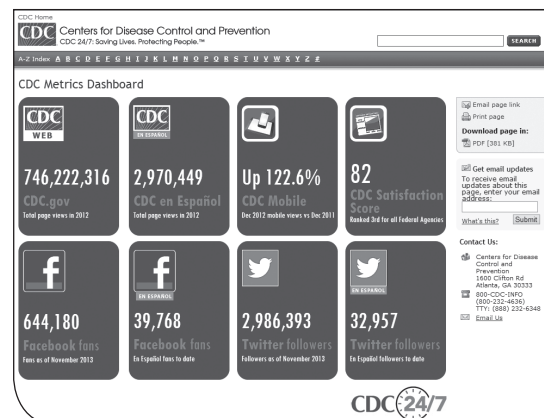 CDC Home
CDC
Centers for Disease Control and Prevention
CDC 24/7: Saving Lives. Protecting People.™
SEARCH
A-Z Index A B C D E F G H I J K L M N O P Q R S T U V W X Y Z #
CDC Metrics Dashboard
CDC
WEB
746,222,316
CDC.gov
Total page views in 2012
CDC
EN ESPAÑOL
2,970,449
CDC en Español
Total page views in 2012
Up 122.6%
CDC Mobile
Dec 2012 mobile views vs Dec 2011
82
CDC Satisfaction
Score
Ranked 3rd for all Federal Agencies
f
644,180
Facebook fans
Fans as of November 2013
f
EN ESPAÑOL
39,768
Facebook fans
En Español fans to date
2,986,393
Twitter followers
Followers as of November 2013
EN ESPAÑOL
32,957
Twitter followers
En Español followers to date
Email page link
Print page
Download page in:
PDF [381 KB]
Get email updates
To receive email
updates about this
page, enter your email
address:
What's this?
Submit
Contact Us:
Centers for Disease
Control and
Prevention
1600 Clifton Rd
Atlanta, GA 30333
800-CDC-INFO
(800-232-4636)
TTY: (888) 232-6348
Email Us
CDC 24/7